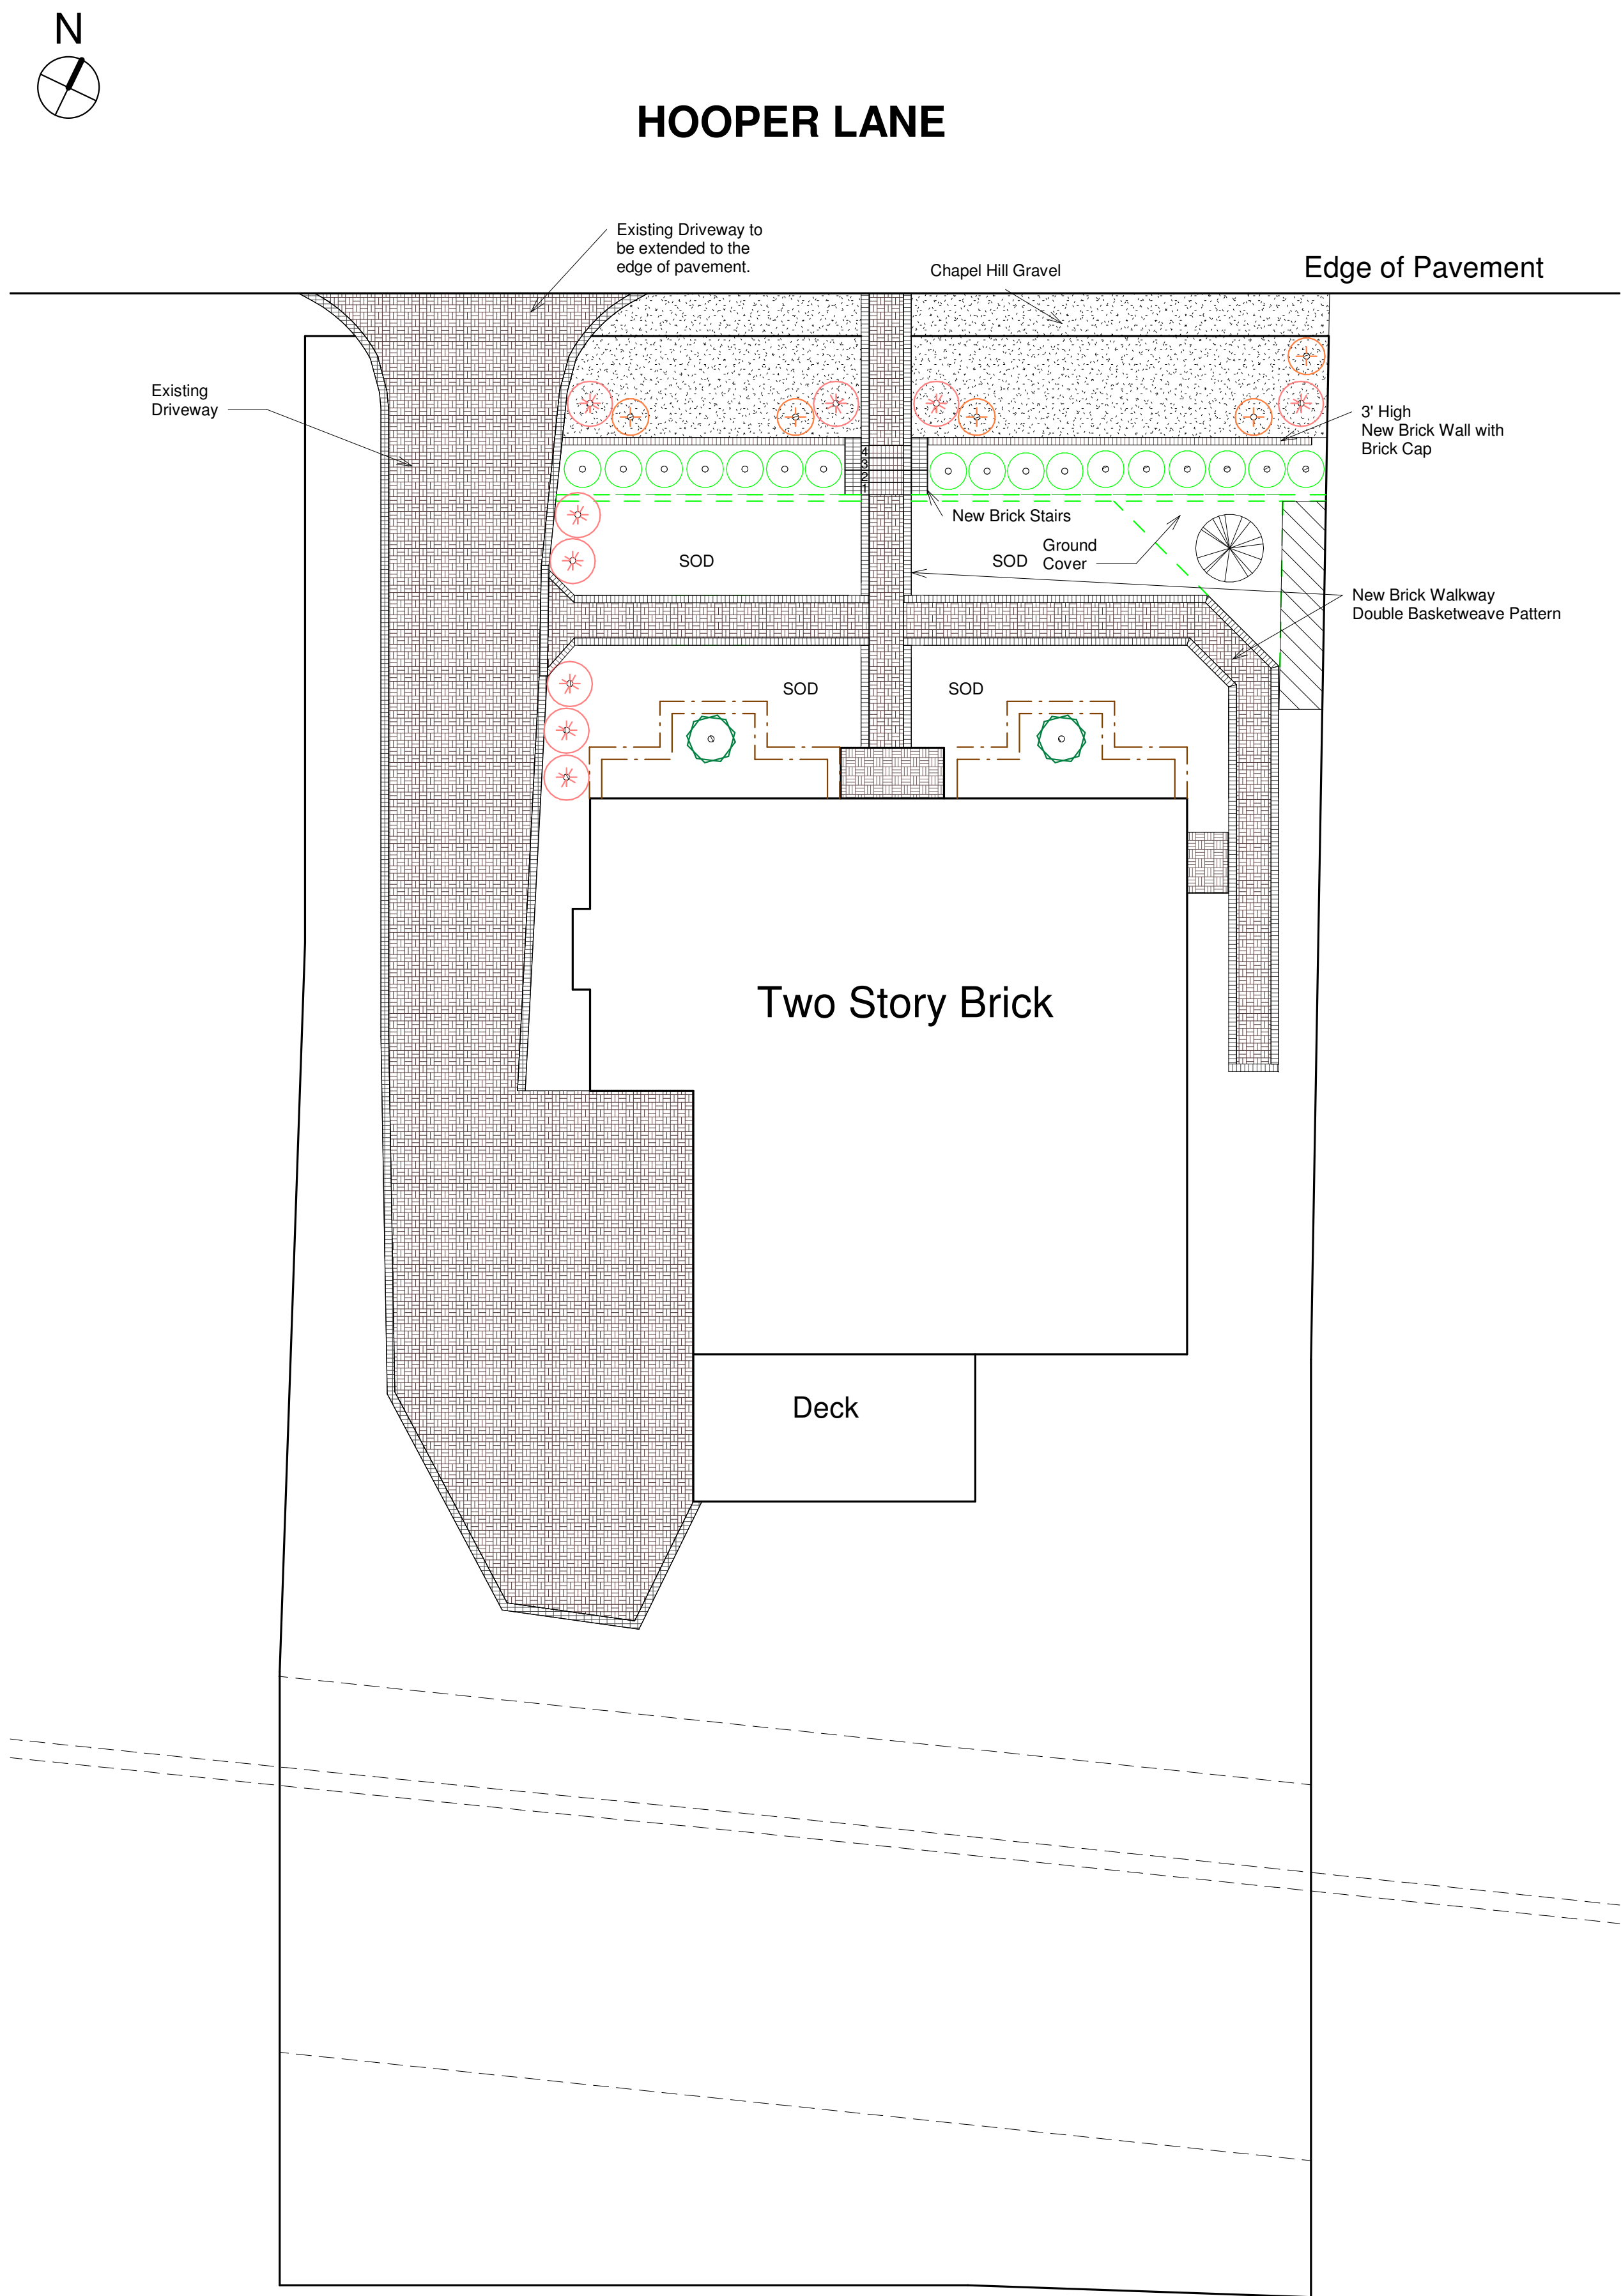 N
HOOPER LANE
Existing Driveway to
be extended to the
edge of pavement.
Chapel Hill Gravel
Edge of Pavement
Existing
Driveway
3' High
New Brick Wall with
Brick Cap
4
3
2
1
New Brick Stairs
SOD
SOD
Ground
Cover
New Brick Walkway
Double Basketweave Pattern
SOD
SOD
Two Story Brick
Deck